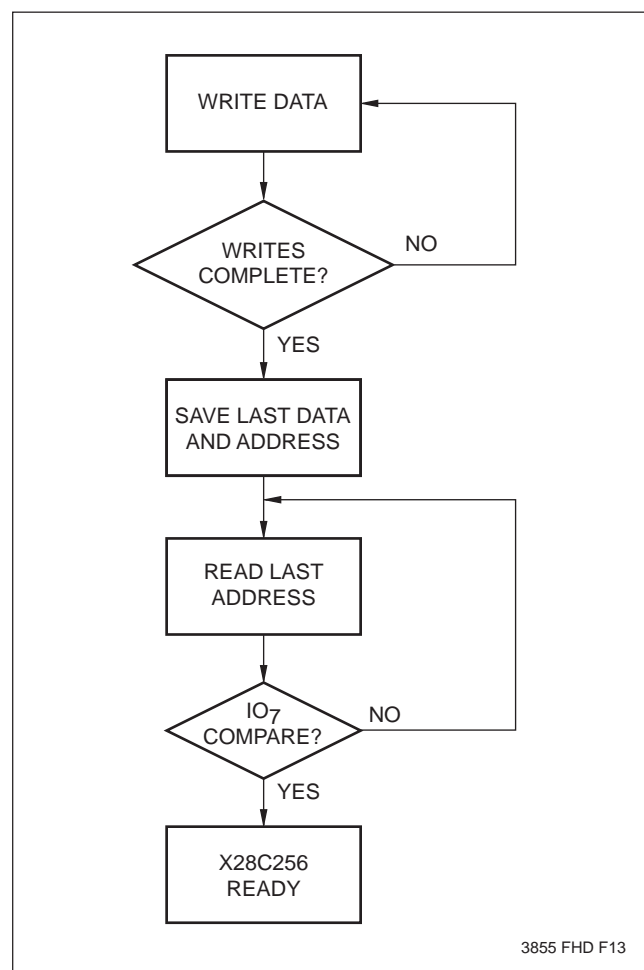 WRITE DATA
WRITES
COMPLETE?
NO
YES
SAVE LAST DATA
AND ADDRESS
READ LAST
ADDRESS
IO7
COMPARE?
NO
YES
X28C256
READY
3855 FHD F13